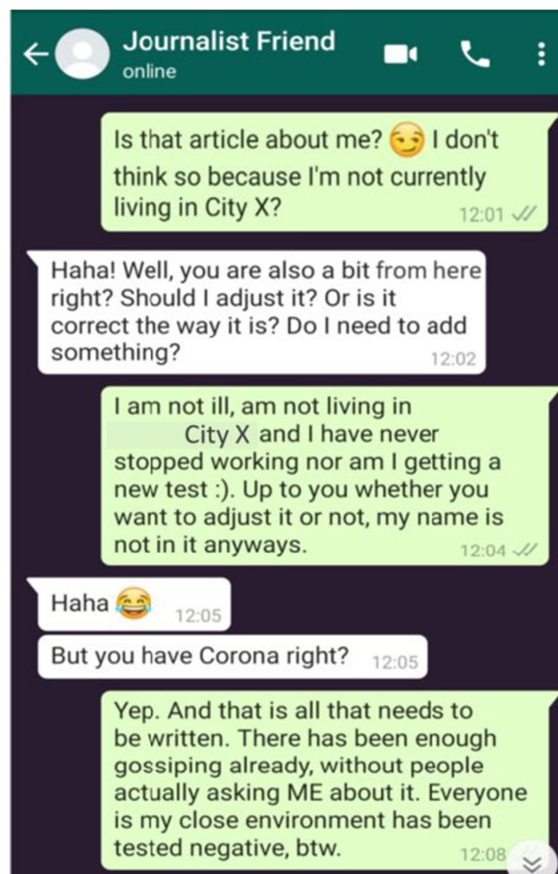 Journalist Friend
online
Is that article about me? 😏 I don't
think so because I'm not currently
living in City X?
12:01
Haha! Well, you are also a bit from here
right? Should I adjust it? Or is it
correct the way it is? Do I need to add
something?
12:02
I am not ill, am not living in
City X and I have never
stopped working nor am I getting a
new test :). Up to you whether you
want to adjust it or not, my name is
not in it anyways.
12:04
Haha 😂
12:05
But you have Corona right?
12:05
Yep. And that is all that needs to
be written. There has been enough
gossiping already, without people
actually asking ME about it. Everyone
is my close environment has been
tested negative, btw.
12:08